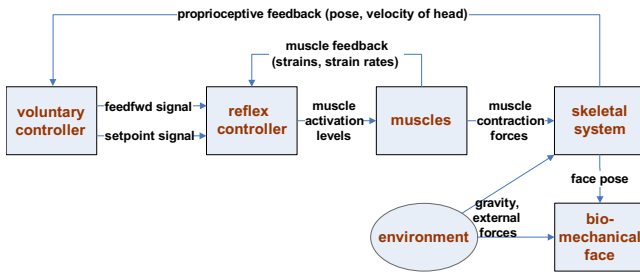 proprioceptive feedback (pose, velocity of head)
muscle feedback
(strains, strain rates)
voluntary
controller
feedfwd signal
setpoint signal
reflex
controller
muscle
activation
levels
muscles
muscle
contraction
forces
skeletal
system
face pose
gravity,
external
forces
environment
bio-
mechanical
face